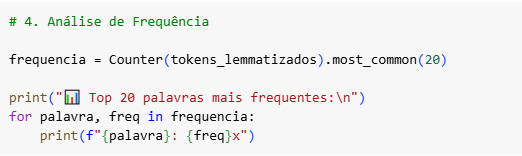 # 4. Análise de Frequência
frequencia = Counter(tokens_lemmatizados).most_common(20)
print("📊 Top 20 palavras mais frequentes:\n")
for palavra, freq in frequencia:
    print(f"{palavra}: {freq}x")